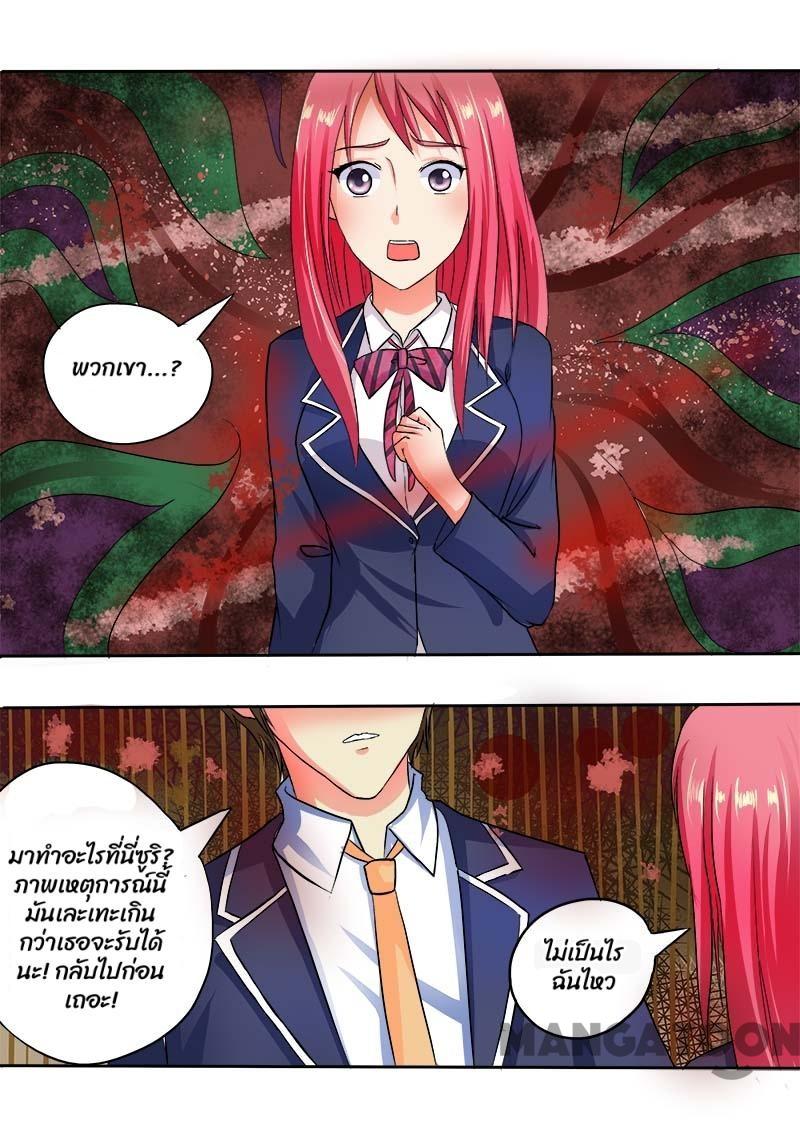 พวกเขา...?
มาทำอะไรที่นี่ซูริ?
ภาพเหตุการณ์นี้
มันเละเทะเกิน
กว่าเธอจะรับได้
นะ! กลับไปก่อน
เถอะ!
ไม่เป็นไร
ฉันไหว
MANGAROON